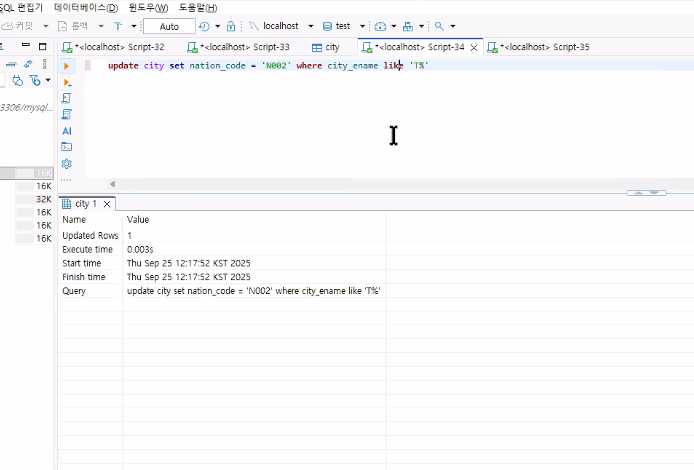 SQL 편집기 데이터베이스(D) 윈도우(W) 도움말(H)
커밋 롤백 T Auto localhost test
*<localhost> Script-32 *<localhost> Script-33 city *<localhost> Script-34 *<localhost> Script-35
update city set nation_code = 'N002' where city_ename like 'T%'
3306/mysql...
AI
16K
16K
32K
16K
16K
16K
city 1
Name Value
Updated Rows 1
Execute time 0.003s
Start time Thu Sep 25 12:17:52 KST 2025
Finish time Thu Sep 25 12:17:52 KST 2025
Query update city set nation_code = 'N002' where city_ename like 'T%'